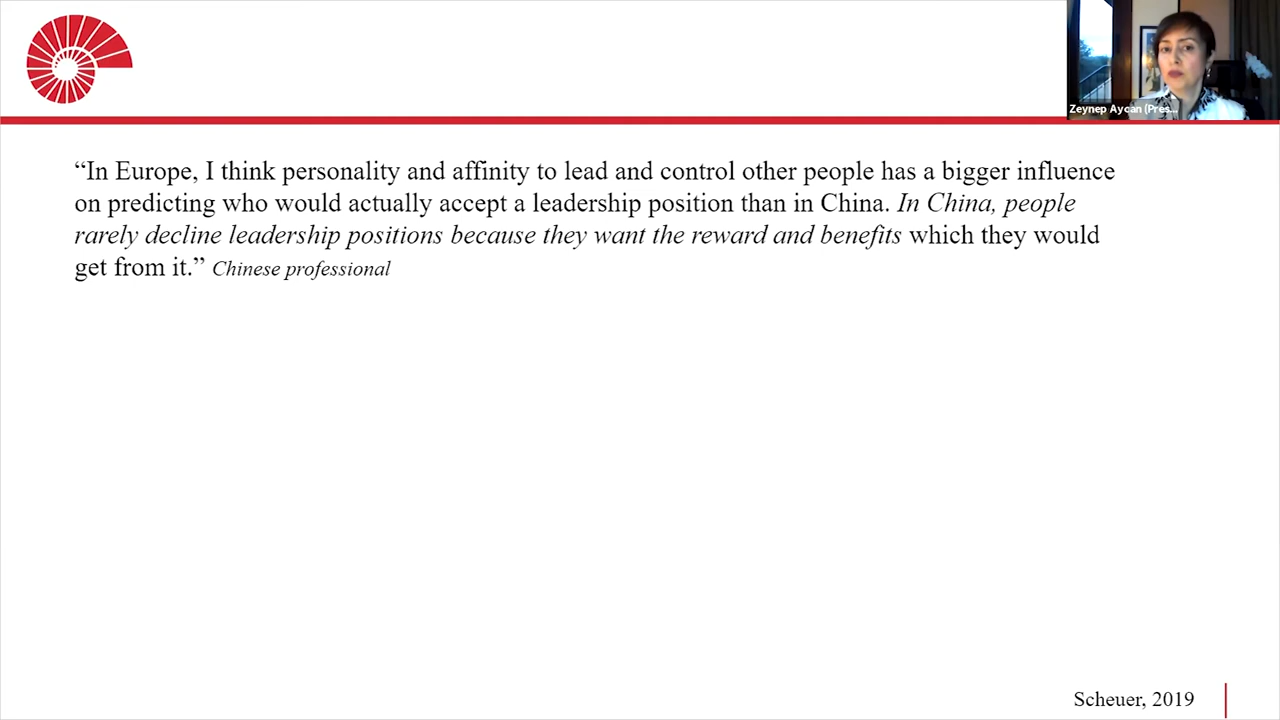 Zeynep Aycan (Pres...
“In Europe, I think personality and affinity to lead and control other people has a bigger influence
on predicting who would actually accept a leadership position than in China. In China, people
rarely decline leadership positions because they want the reward and benefits which they would
get from it.” Chinese professional
Scheuer, 2019